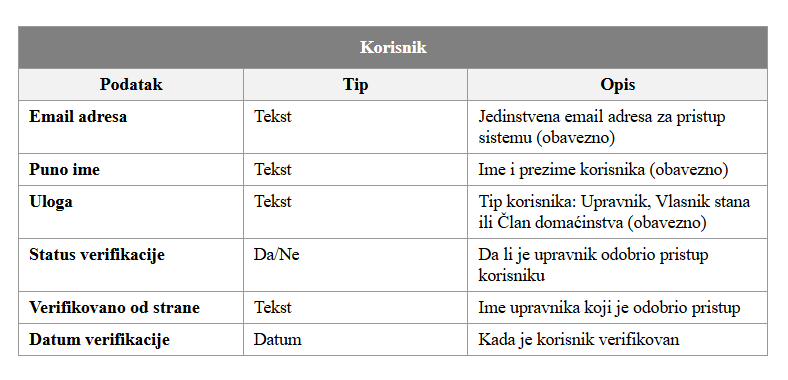 Korisnik
Podatak Tip Opis
Email adresa Tekst Jedinstvena email adresa za pristup
sistemu (obavezno)
Puno ime Tekst Ime i prezime korisnika (obavezno)
Uloga Tekst Tip korisnika: Upravnik, Vlasnik stana
ili Član domaćinstva (obavezno)
Status verifikacije Da/Ne Da li je upravnik odobrio pristup
korisniku
Verifikovano od strane Tekst Ime upravnika koji je odobrio pristup
Datum verifikacije Datum Kada je korisnik verifikovan